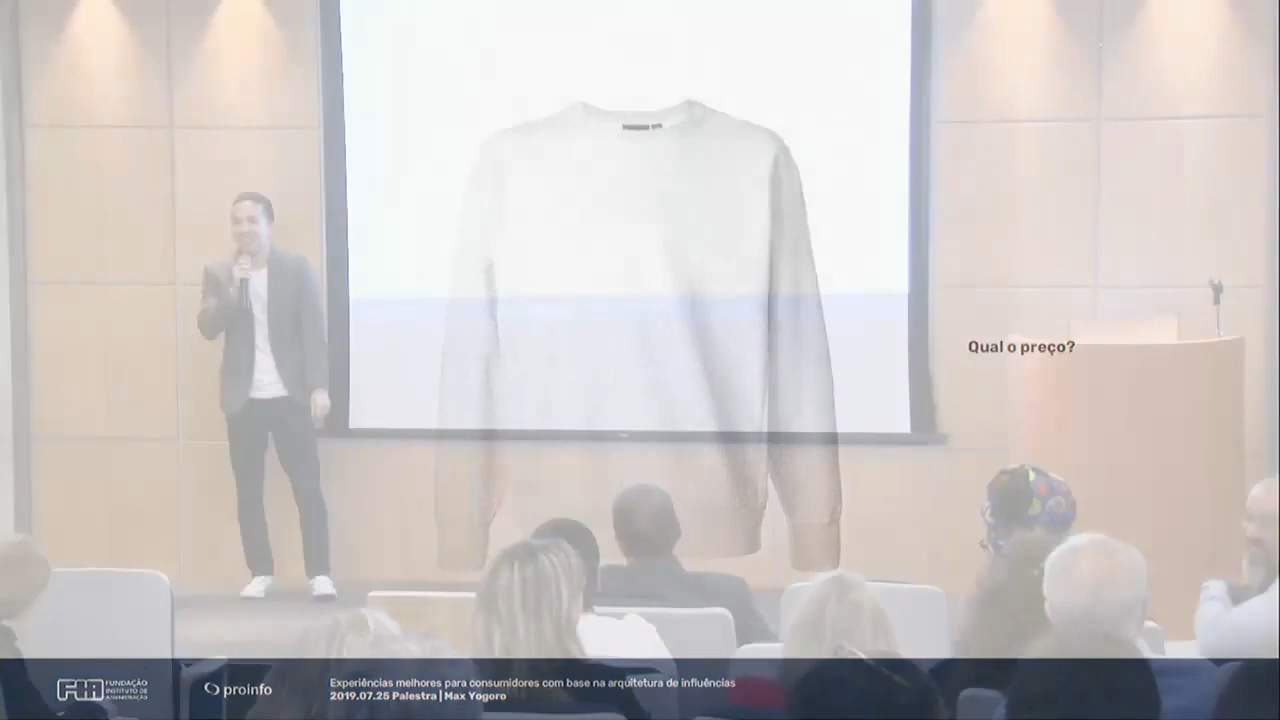 Qual o preço?
FIA
FUNDAÇÃO
INSTITUTO DE
ADMINISTRAÇÃO
proinfo
Experiências melhores para consumidores com base na arquitetura de influências
2019.07.25 Palestra | Max Yogoro